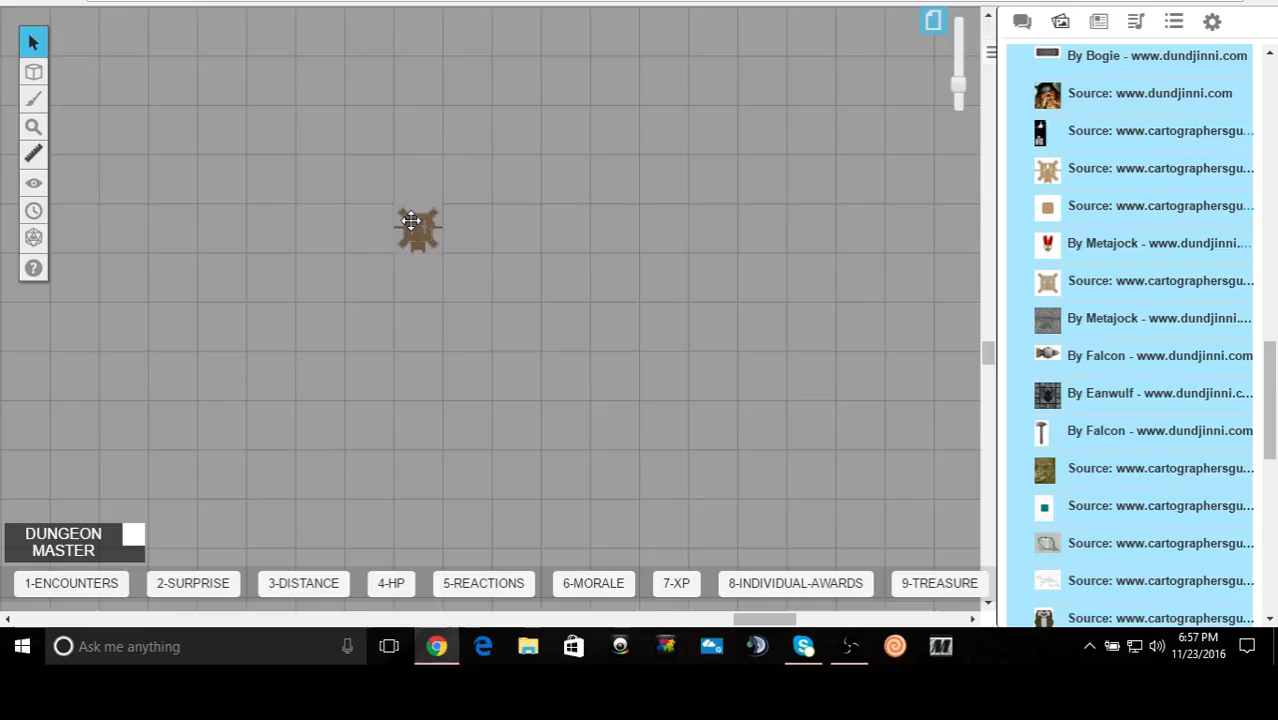 By Bogie - www.dundjinni.com
Source: www.dundjinni.com
Source: www.cartographersgu...
Source: www.cartographersgu...
Source: www.cartographersgu...
By Metajock - www.dundjinni....
Source: www.cartographersgu...
By Metajock - www.dundjinni....
By Falcon - www.dundjinni.com
By Eanwulf - www.dundjinni.c...
By Falcon - www.dundjinni.com
Source: www.cartographersgu...
Source: www.cartographersgu...
Source: www.cartographersgu...
Source: www.cartographersgu...
Source: www.cartographersgu...
DUNGEON
MASTER
1-ENCOUNTERS 2-SURPRISE 3-DISTANCE 4-HP 5-REACTIONS 6-MORALE 7-XP 8-INDIVIDUAL-AWARDS 9-TREASURE
Ask me anything
6:57 PM
11/23/2016